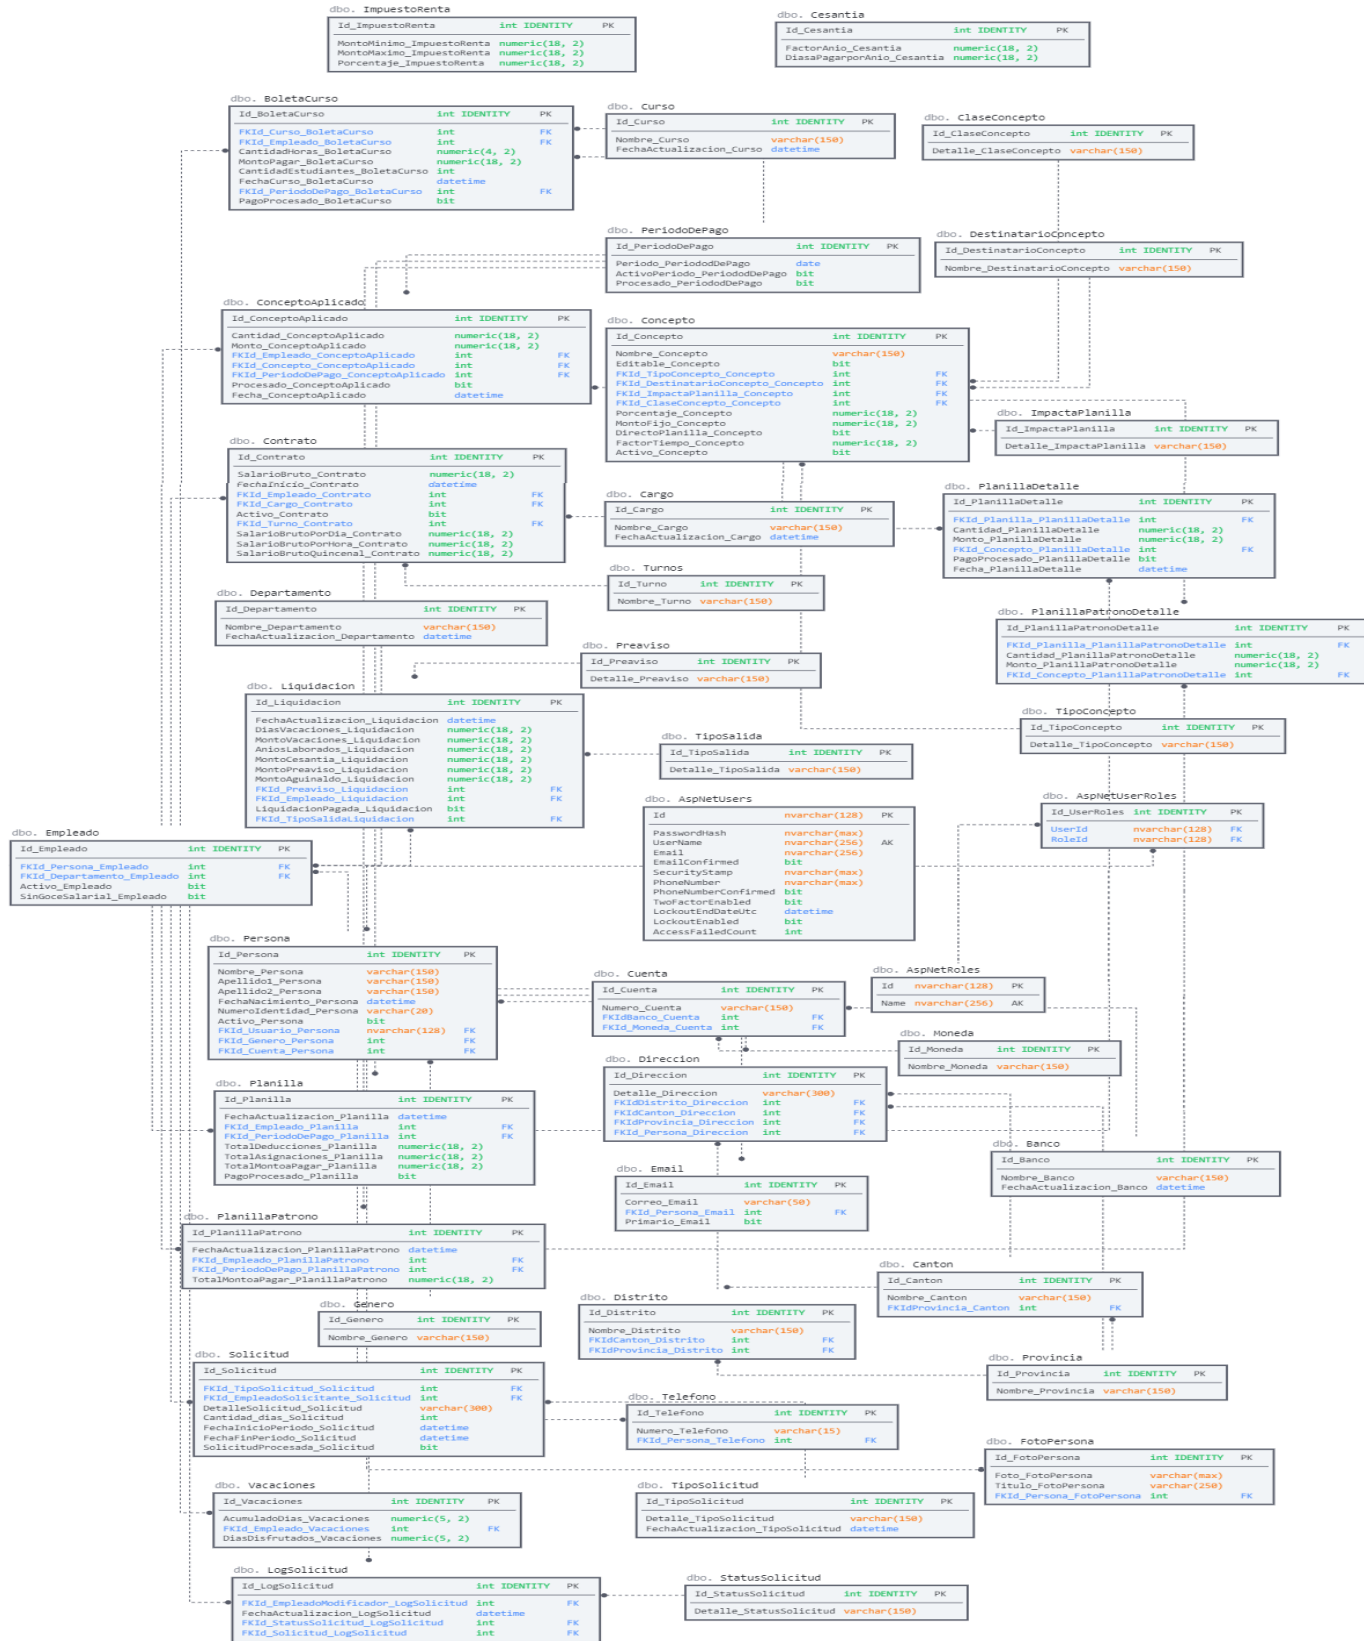 dbo. ImpuestoRenta
Id_ImpuestoRenta int IDENTITY PK
MontoMinimo_ImpuestoRenta numeric(18, 2)
MontoMaximo_ImpuestoRenta numeric(18, 2)
Porcentaje_ImpuestoRenta numeric(18, 2)
dbo. Cesantia
Id_Cesantia int IDENTITY PK
FactorAnio_Cesantia numeric(18, 2)
DiasaPagarporAnio_Cesantia numeric(18, 2)
dbo. BoletaCurso
Id_BoletaCurso int IDENTITY PK
FKId_Curso_BoletaCurso int FK
FKId_Empleado_BoletaCurso int FK
CantidadHoras_BoletaCurso numeric(4, 2)
MontoPagar_BoletaCurso numeric(18, 2)
CantidadEstudiantes_BoletaCurso int
FechaCurso_BoletaCurso datetime
FKId_PeriodoDePago_BoletaCurso int FK
PagoProcesado_BoletaCurso bit
dbo. Curso
Id_Curso int IDENTITY PK
Nombre_Curso varchar(150)
FechaActualizacion_Curso datetime
dbo. ClaseConcepto
Id_ClaseConcepto int IDENTITY PK
Detalle_ClaseConcepto varchar(150)
dbo. PeriodoDePago
Id_PeriodoDePago int IDENTITY PK
Periodo_PeriododDePago date
ActivoPeriodo_PeriododDePago bit
Procesado_PeriododDePago bit
dbo. DestinatarioConcepto
Id_DestinatarioConcepto int IDENTITY PK
Nombre_DestinatarioConcepto varchar(150)
dbo. ConceptoAplicado
Id_ConceptoAplicado int IDENTITY PK
Cantidad_ConceptoAplicado numeric(18, 2)
Monto_ConceptoAplicado numeric(18, 2)
FKId_Empleado_ConceptoAplicado int FK
FKId_Concepto_ConceptoAplicado int FK
FKId_PeriodoDePago_ConceptoAplicado int FK
Procesado_ConceptoAplicado bit
Fecha_ConceptoAplicado datetime
dbo. Concepto
Id_Concepto int IDENTITY PK
Nombre_Concepto varchar(150)
Editable_Concepto bit
FKId_TipoConcepto_Concepto int FK
FKId_DestinatarioConcepto_Concepto int FK
FKId_ImpactaPlanilla_Concepto int FK
FKId_ClaseConcepto_Concepto int FK
Porcentaje_Concepto numeric(18, 2)
MontoFijo_Concepto numeric(18, 2)
DirectoPlanilla_Concepto bit
FactorTiempo_Concepto numeric(18, 2)
Activo_Concepto bit
dbo. ImpactaPlanilla
Id_ImpactaPlanilla int IDENTITY PK
Detalle_ImpactaPlanilla varchar(150)
dbo. Contrato
Id_Contrato int IDENTITY PK
SalarioBruto_Contrato numeric(18, 2)
FechaInicio_Contrato datetime
FKId_Empleado_Contrato int FK
FKId_Cargo_Contrato int FK
Activo_Contrato bit
FKId_Turno_Contrato int FK
SalarioBrutoPorDia_Contrato numeric(18, 2)
SalarioBrutoPorHora_Contrato numeric(18, 2)
SalarioBrutoQuincenal_Contrato numeric(18, 2)
dbo. Cargo
Id_Cargo int IDENTITY PK
Nombre_Cargo varchar(150)
FechaActualizacion_Cargo datetime
dbo. PlanillaDetalle
Id_PlanillaDetalle int IDENTITY PK
FKId_Planilla_PlanillaDetalle int FK
Cantidad_PlanillaDetalle numeric(18, 2)
Monto_PlanillaDetalle numeric(18, 2)
FKId_Concepto_PlanillaDetalle int FK
PagoProcesado_PlanillaDetalle bit
Fecha_PlanillaDetalle datetime
dbo. Turnos
Id_Turno int IDENTITY PK
Nombre_Turno varchar(150)
dbo. Departamento
Id_Departamento int IDENTITY PK
Nombre_Departamento varchar(150)
FechaActualizacion_Departamento datetime
dbo. PlanillaPatronoDetalle
Id_PlanillaPatronoDetalle int IDENTITY PK
FKId_Planilla_PlanillaPatronoDetalle int FK
Cantidad_PlanillaPatronoDetalle numeric(18, 2)
Monto_PlanillaPatronoDetalle numeric(18, 2)
FKId_Concepto_PlanillaPatronoDetalle int FK
dbo. Preaviso
Id_Preaviso int IDENTITY PK
Detalle_Preaviso varchar(150)
dbo. Liquidacion
Id_Liquidacion int IDENTITY PK
FechaActualizacion_Liquidacion datetime
DiasVacaciones_Liquidacion numeric(18, 2)
MontoVacaciones_Liquidacion numeric(18, 2)
AniosLaborados_Liquidacion numeric(18, 2)
MontoCesantia_Liquidacion numeric(18, 2)
MontoPreaviso_Liquidacion numeric(18, 2)
MontoAguinaldo_Liquidacion numeric(18, 2)
FKId_Preaviso_Liquidacion int FK
FKId_Empleado_Liquidacion int FK
LiquidacionPagada_Liquidacion bit
FKId_TipoSalidaLiquidacion int FK
dbo. TipoConcepto
Id_TipoConcepto int IDENTITY PK
Detalle_TipoConcepto varchar(150)
dbo. TipoSalida
Id_TipoSalida int IDENTITY PK
Detalle_TipoSalida varchar(150)
dbo. AspNetUsers
Id nvarchar(128) PK
PasswordHash nvarchar(max)
UserName nvarchar(256) AK
Email nvarchar(256)
EmailConfirmed bit
SecurityStamp nvarchar(max)
PhoneNumber nvarchar(max)
PhoneNumberConfirmed bit
TwoFactorEnabled bit
LockoutEndDateUtc datetime
LockoutEnabled bit
AccessFailedCount int
dbo. AspNetUserRoles
Id_UserRoles int IDENTITY PK
UserId nvarchar(128) FK
RoleId nvarchar(128) FK
dbo. Empleado
Id_Empleado int IDENTITY PK
FKId_Persona_Empleado int FK
FKId_Departamento_Empleado int FK
Activo_Empleado bit
SinGoceSalarial_Empleado bit
dbo. Persona
Id_Persona int IDENTITY PK
Nombre_Persona varchar(150)
Apellido1_Persona varchar(150)
Apellido2_Persona varchar(150)
FechaNacimiento_Persona datetime
NumeroIdentidad_Persona varchar(20)
Activo_Persona bit
FKId_Usuario_Persona nvarchar(128) FK
FKId_Genero_Persona int FK
FKId_Cuenta_Persona int FK
dbo. Cuenta
Id_Cuenta int IDENTITY PK
Numero_Cuenta varchar(150)
FKIdBanco_Cuenta int FK
FKId_Moneda_Cuenta int FK
dbo. AspNetRoles
Id nvarchar(128) PK
Name nvarchar(256) AK
dbo. Moneda
Id_Moneda int IDENTITY PK
Nombre_Moneda varchar(150)
dbo. Direccion
Id_Direccion int IDENTITY PK
Detalle_Direccion varchar(300)
FKIdDistrito_Direccion int FK
FKIdCanton_Direccion int FK
FKIdProvincia_Direccion int FK
FKId_Persona_Direccion int FK
dbo. Planilla
Id_Planilla int IDENTITY PK
FechaActualizacion_Planilla datetime
FKId_Empleado_Planilla int FK
FKId_PeriodoDePago_Planilla int FK
TotalDeducciones_Planilla numeric(18, 2)
TotalAsignaciones_Planilla numeric(18, 2)
TotalMontoaPagar_Planilla numeric(18, 2)
PagoProcesado_Planilla bit
dbo. Banco
Id_Banco int IDENTITY PK
Nombre_Banco varchar(150)
FechaActualizacion_Banco datetime
dbo. Email
Id_Email int IDENTITY PK
Correo_Email varchar(50)
FKId_Persona_Email int FK
Primario_Email bit
dbo. PlanillaPatrono
Id_PlanillaPatrono int IDENTITY PK
FechaActualizacion_PlanillaPatrono datetime
FKId_Empleado_PlanillaPatrono int FK
FKId_PeriodoDePago_PlanillaPatrono int FK
TotalMontoaPagar_PlanillaPatrono numeric(18, 2)
dbo. Canton
Id_Canton int IDENTITY PK
Nombre_Canton varchar(150)
FKIdProvincia_Canton int FK
dbo. Genero
Id_Genero int IDENTITY PK
Nombre_Genero varchar(150)
dbo. Distrito
Id_Distrito int IDENTITY PK
Nombre_Distrito varchar(150)
FKIdCanton_Distrito int FK
FKIdProvincia_Distrito int FK
dbo. Solicitud
Id_Solicitud int IDENTITY PK
FKId_TipoSolicitud_Solicitud int FK
FKId_EmpleadoSolicitante_Solicitud int FK
DetalleSolicitud_Solicitud varchar(300)
Cantidad_dias_Solicitud int
FechaInicioPeriodo_Solicitud datetime
FechaFinPeriodo_Solicitud datetime
SolicitudProcesada_Solicitud bit
dbo. Provincia
Id_Provincia int IDENTITY PK
Nombre_Provincia varchar(150)
dbo. Telefono
Id_Telefono int IDENTITY PK
Numero_Telefono varchar(15)
FKId_Persona_Telefono int FK
dbo. FotoPersona
Id_FotoPersona int IDENTITY PK
Foto_FotoPersona varchar(max)
Titulo_FotoPersona varchar(250)
FKId_Persona_FotoPersona int FK
dbo. Vacaciones
Id_Vacaciones int IDENTITY PK
AcumuladoDias_Vacaciones numeric(5, 2)
FKId_Empleado_Vacaciones int FK
DiasDisfrutados_Vacaciones numeric(5, 2)
dbo. TipoSolicitud
Id_TipoSolicitud int IDENTITY PK
Detalle_TipoSolicitud varchar(150)
FechaActualizacion_TipoSolicitud datetime
dbo. LogSolicitud
Id_LogSolicitud int IDENTITY PK
FKId_EmpleadoModificador_LogSolicitud int FK
FechaActualizacion_LogSolicitud datetime
FKId_StatusSolicitud_LogSolicitud int FK
FKId_Solicitud_LogSolicitud int FK
dbo. StatusSolicitud
Id_StatusSolicitud int IDENTITY PK
Detalle_StatusSolicitud varchar(150)